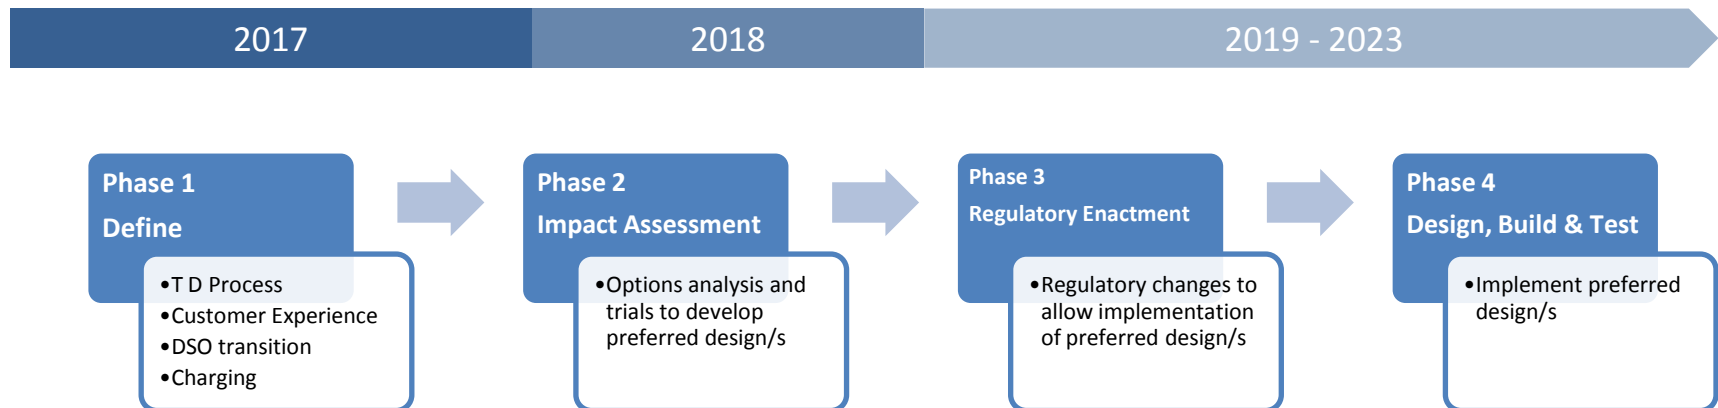 2017
2018
2019 - 2023
Phase 1
Define
•T D Process
•Customer Experience
•DSO transition
•Charging
Phase 2
Impact Assessment
•Options analysis and
trials to develop
preferred design/s
Phase 3
Regulatory Enactment
•Regulatory changes to
allow implementation
of preferred design/s
Phase 4
Design, Build & Test
•Implement preferred
design/s